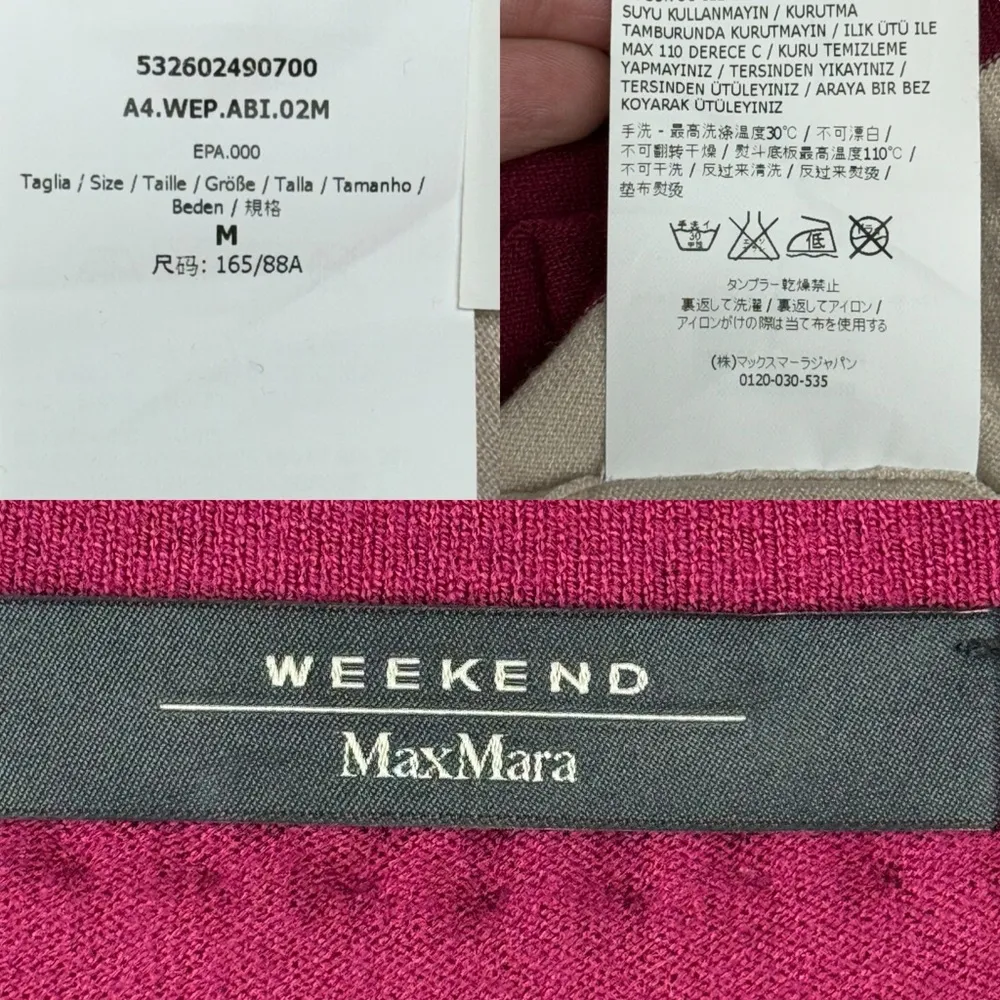 532602490700
A4.WEP.ABI.02M
EPA.000
Taglia / Size / Taille / Größe / Talla / Tamanho /
Beden / 規格
M
尺码: 165/88A
SUYU KULLANMAYIN / KURUTMA
TAMBURUNDA KURUTMAYIN / ILIK ÜTÜ ILE
MAX 110 DERECE C / KURU TEMIZLEME
YAPMAYINIZ / TERSINDEN YIKAYINIZ /
TERSINDEN ÜTÜLEYINIZ / ARAYA BIR BEZ
KOYARAK ÜTÜLEYINIZ
手洗 - 最高洗涤温度30°C / 不可漂白 /
不可翻转干燥 / 熨斗底板最高温度110°C /
不可干洗 / 反过来清洗 / 反过来熨烫 /
垫布熨烫
手洗イ 30 中性 低
タンブラー乾燥禁止
裏返して洗濯 / 裏返してアイロン /
アイロンがけの際は当て布を使用する
(株)マックスマーラジャパン
0120-030-535
WEEKEND
MaxMara